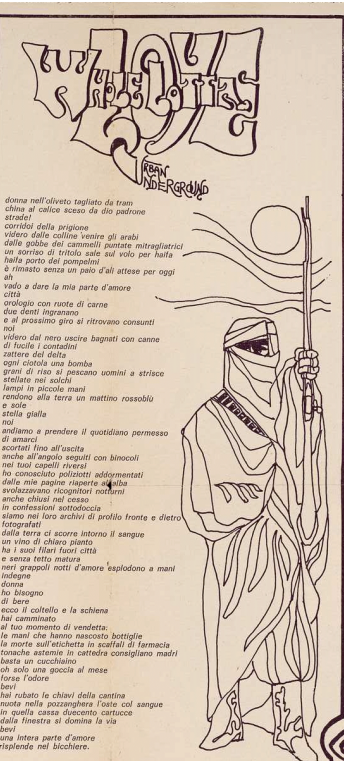 WHOLE LOTTAS
LOVE
URBAN
UNDERGROUND
donna nell'oliveto tagliato da tram
china al calice sceso da dio padrone
strade!
corridoi della prigione
videro dalle colline venire gli arabi
dalle gobbe dei cammelli puntate mitragliatrici
un sorriso di tritolo sale sul volo per haifa
haifa porto dei pompelmi
è rimasto senza un paio d'ali attese per oggi
ah
vado a dare la mia parte d'amore
città
orologio con ruote di carne
due denti ingranano
e al prossimo giro si ritrovano consunti
noi
videro dal nero uscire bagnati con canne
di fucile i contadini
zattere del delta
ogni ciotola una bomba
grani di riso si pescano uomini a strisce
stellate nei solchi
lampi in piccole mani
rendono alla terra un mattino rossoblù
e sole
stella gialla
noi
andiamo a prendere il quotidiano permesso
di amarci
scortati fino all'uscita
anche all'angolo seguiti con binocoli
nei tuoi capelli riversi
ho conosciuto poliziotti addormentati
dalle mie pagine riaperte all'alba
svolazzavano ricognitori notturni
anche chiusi nel cesso
in confessioni sottodoccia
siamo nei loro archivi di profilo fronte e dietro
fotografati
dalla terra ci scorre intorno il sangue
un vino di chiaro pianto
ha i suoi filari fuori città
e senza tetto matura
neri grappoli notti d'amore esplodono a mani
indegne
donna
ho bisogno
di bere
ecco il coltello e la schiena
hai camminato
al tuo momento di vendetta:
le mani che hanno nascosto bottiglie
la morte sull'etichetta in scaffali di farmacia
tonache astemie in cattedra consigliano madri
basta un cucchiaino
oh solo una goccia al mese
forse l'odore
bevi
hai rubato le chiavi della cantina
nuota nella pozzanghera l'oste col sangue
in quella cassa duecento cartucce
dalla finestra si domina la via
bevi
una intera parte d'amore
risplende nel bicchiere.